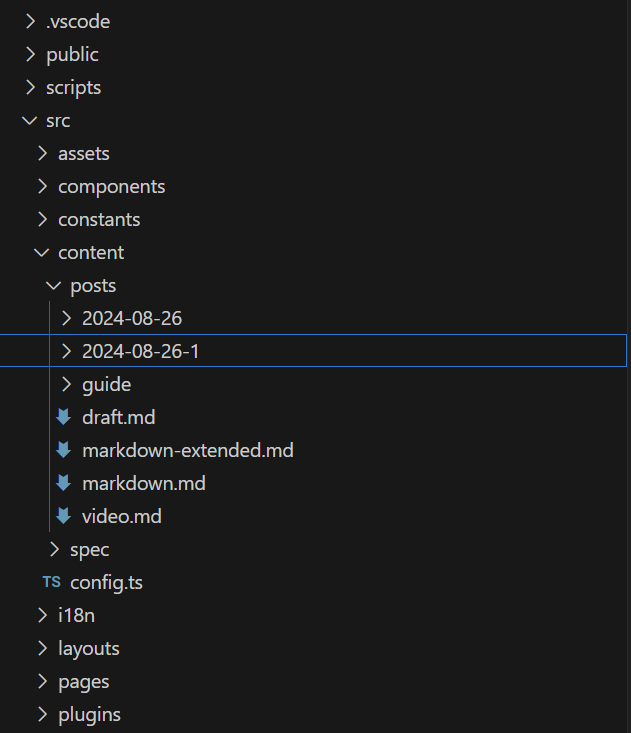 .vscode
public
scripts
src
assets
components
constants
content
posts
2024-08-26
2024-08-26-1
guide
draft.md
markdown-extended.md
markdown.md
video.md
spec
TS config.ts
i18n
layouts
pages
plugins